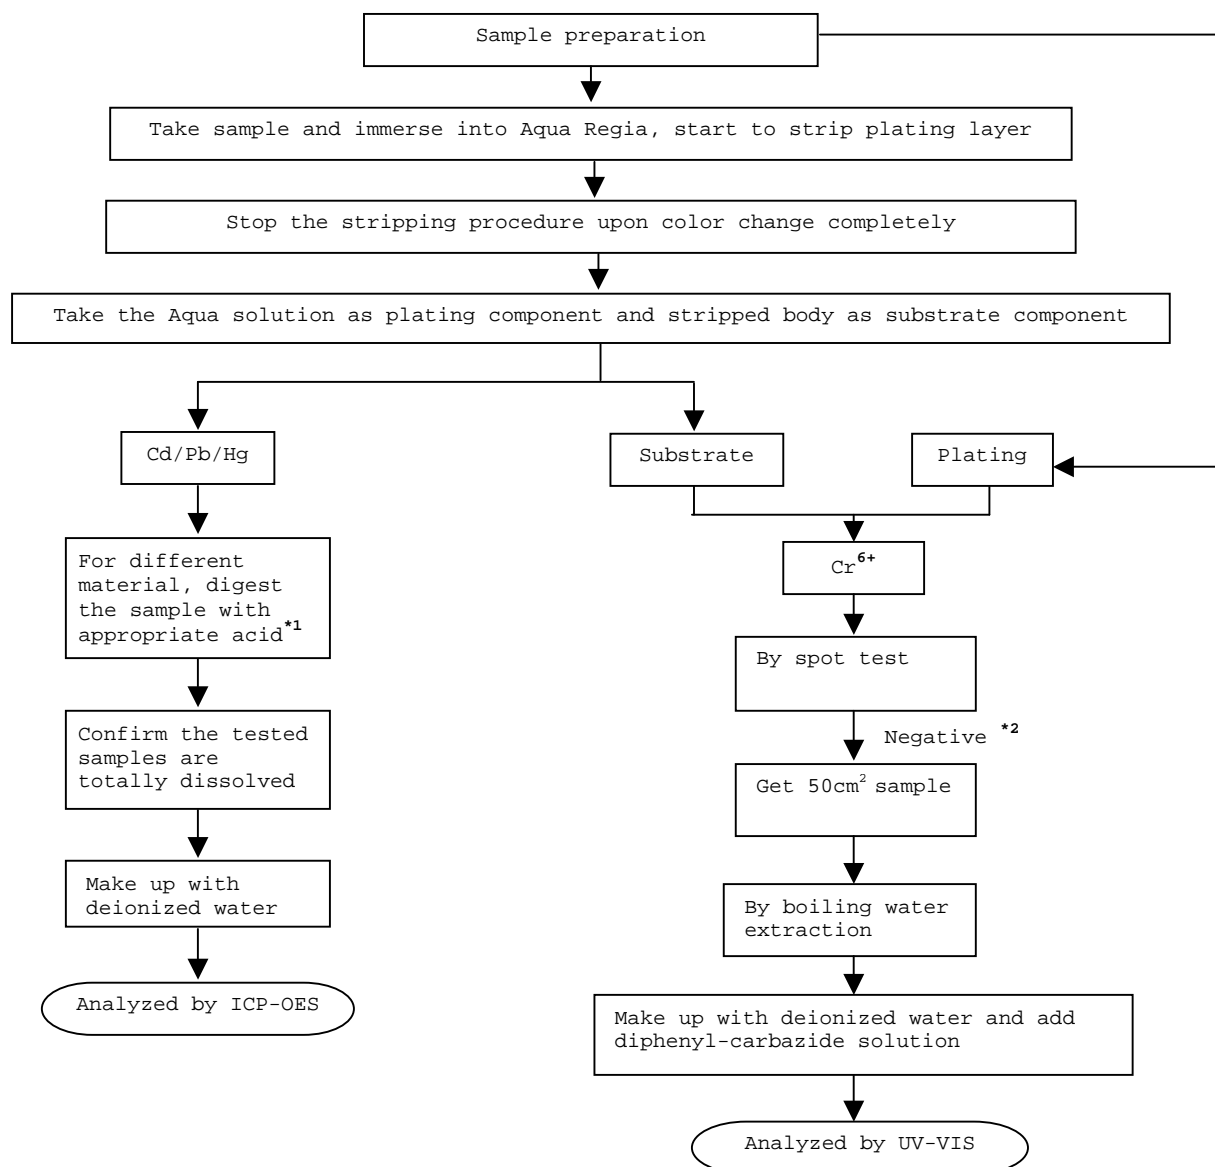 Sample preparation
Take sample and immerse into Aqua Regia, start to strip plating layer
Stop the stripping procedure upon color change completely
Take the Aqua solution as plating component and stripped body as substrate component
Cd/Pb/Hg
For different
material, digest
the sample with
appropriate acid*1
Confirm the tested
samples are
totally dissolved
Make up with
deionized water
Analyzed by ICP-OES
Substrate
Plating
Cr6+
By spot test
Negative *2
Get 50cm2 sample
By boiling water
extraction
Make up with deionized water and add
diphenyl-carbazide solution
Analyzed by UV-VIS